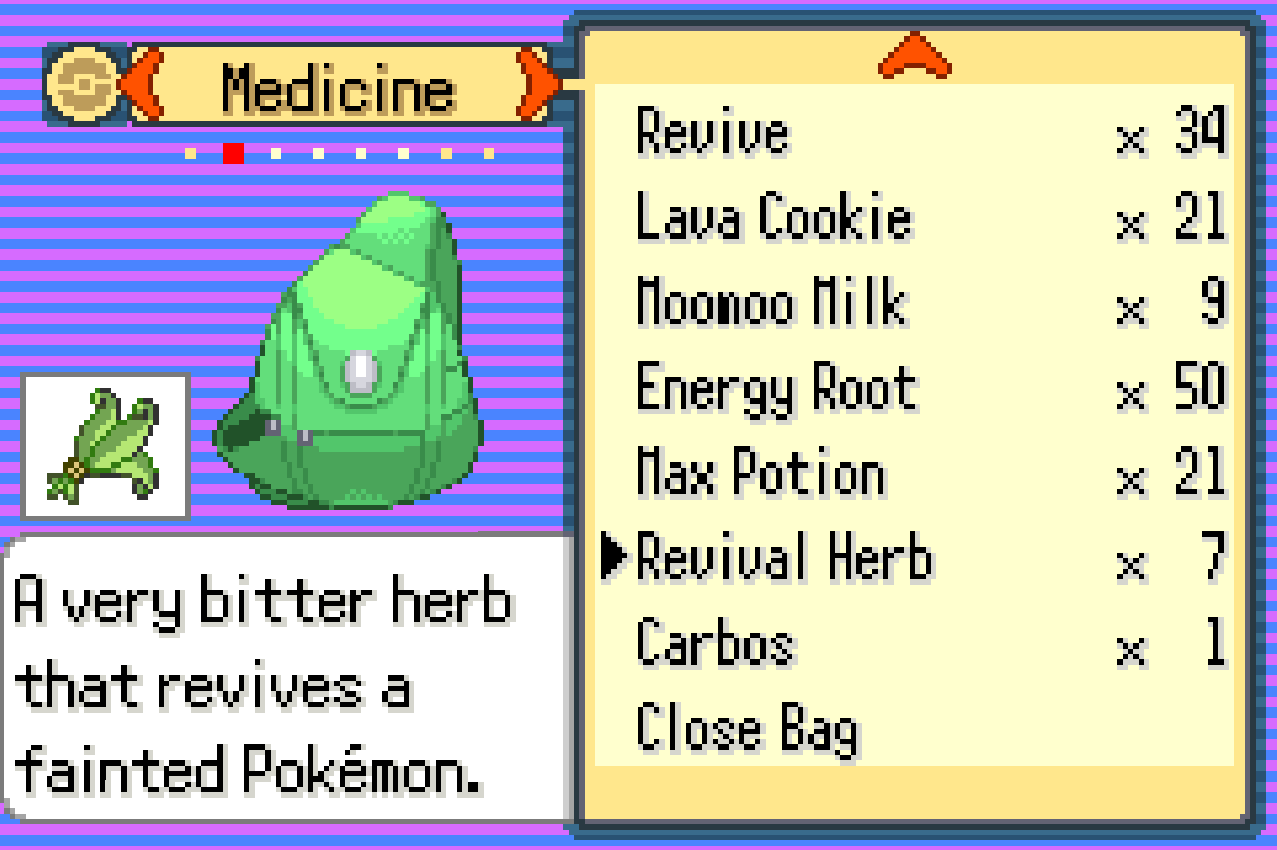 Medicine
Revive × 34
Lava Cookie × 21
Moomoo Milk × 9
Energy Root × 50
Max Potion × 21
Revival Herb × 7
Carbos × 1
Close Bag
A very bitter herb
that revives a
fainted Pokémon.